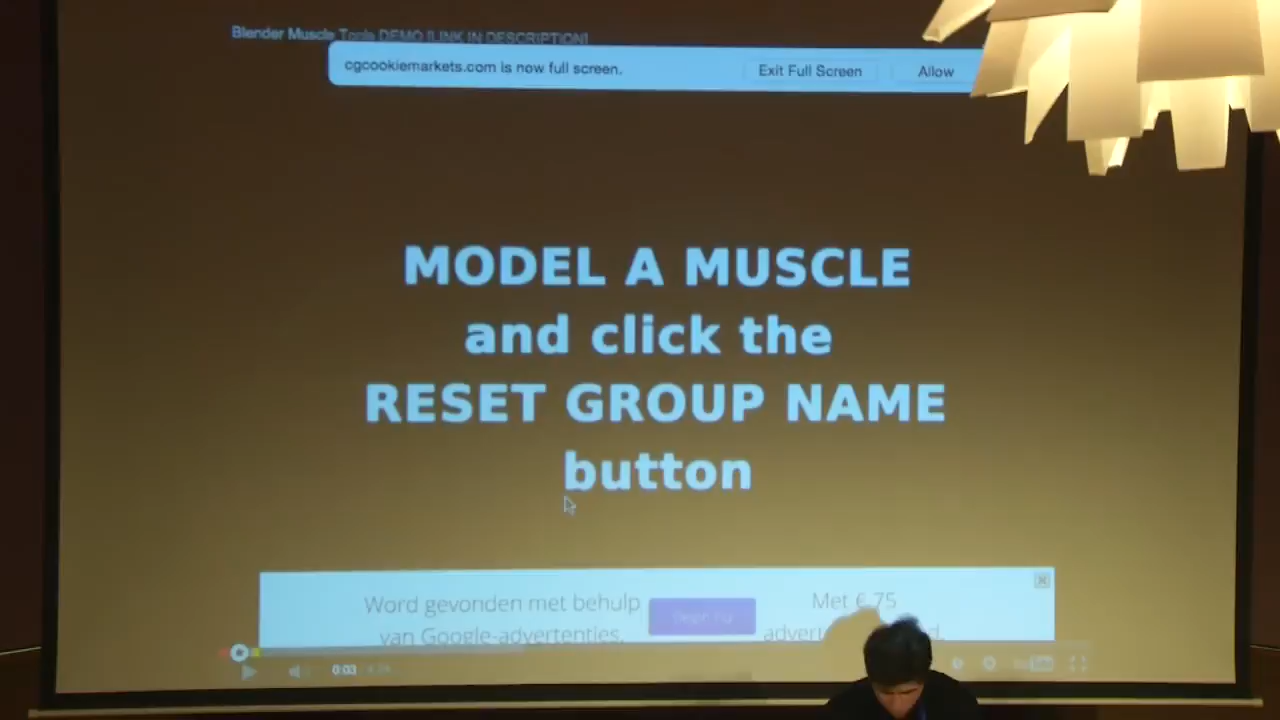 Blender Muscle Tools DEMO [LINK IN DESCRIPTION]
cgcookiemarkets.com is now full screen.
Exit Full Screen
Allow
MODEL A MUSCLE
and click the
RESET GROUP NAME
button
Word gevonden met behulp
van Google-advertenties.
Met € 75
0:03